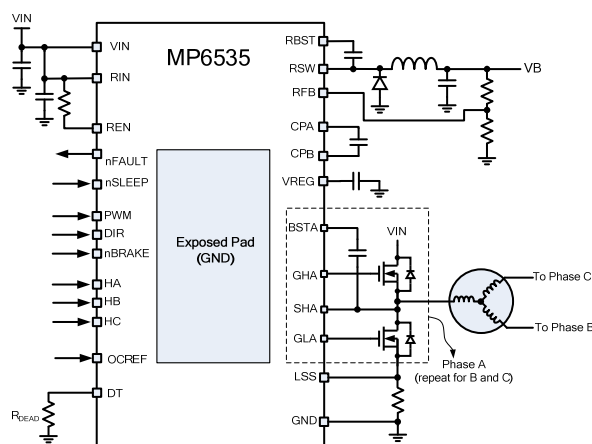 VIN
VIN
RIN
REN
nFAULT
nSLEEP
PWM
DIR
nBRAKE
HA
HB
HC
OCREF
DT
RDEAD
MP6535
Exposed Pad
(GND)
RBST
RSW
RFB
CPA
CPB
VREG
BSTA
GHA
SHA
GLA
LSS
GND
VB
VIN
To Phase C
To Phase B
Phase A
(repeat for B and C)